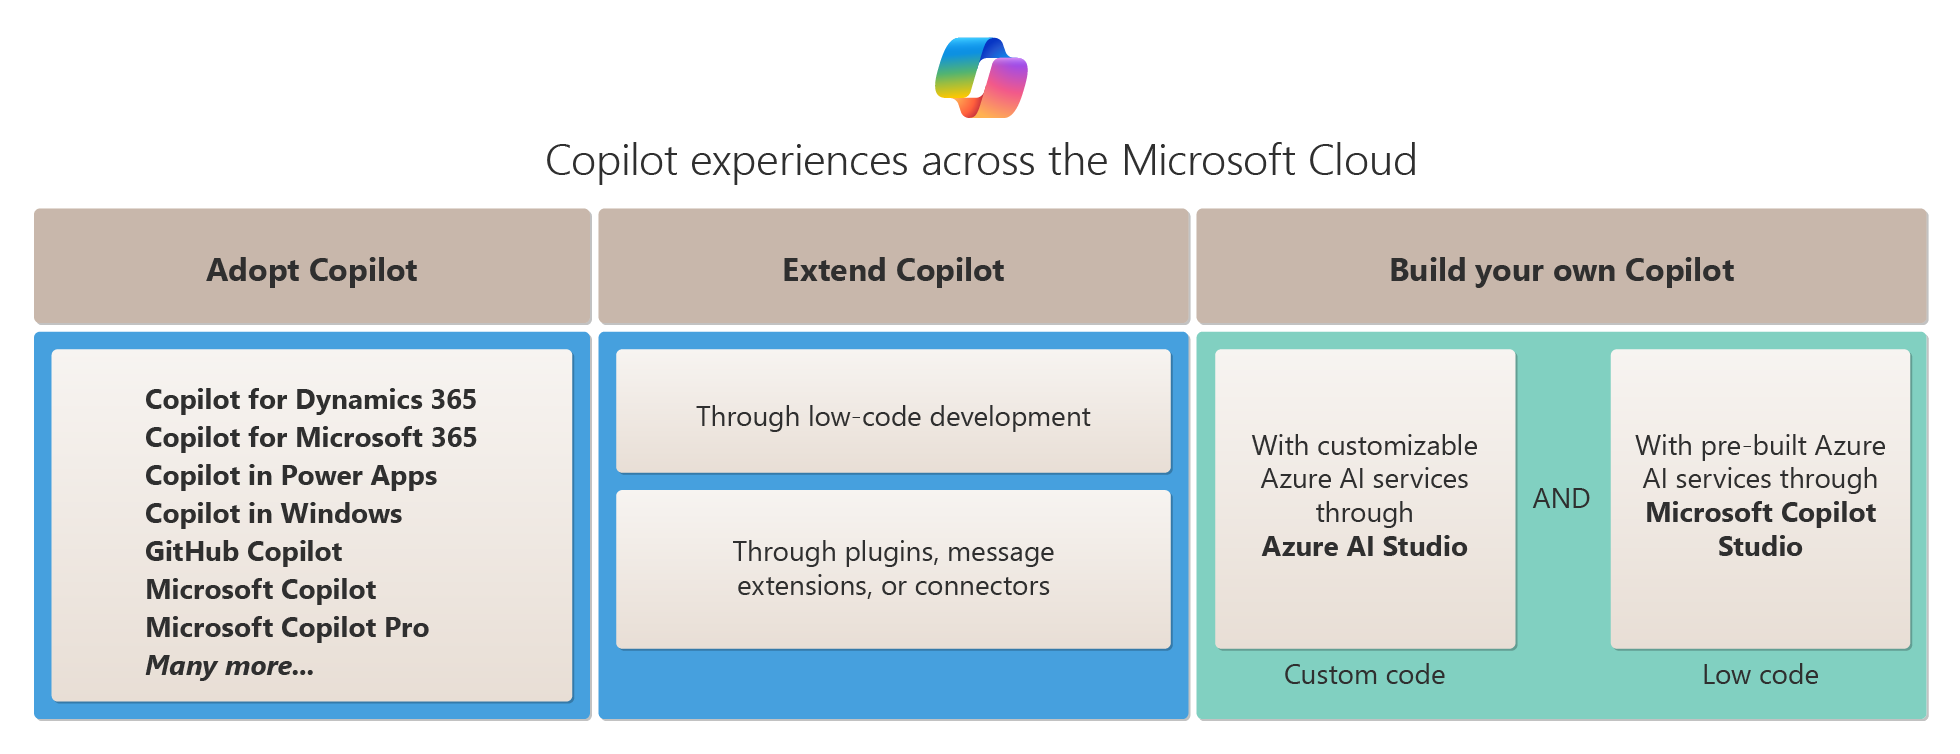 Copilot experiences across the Microsoft Cloud
Adopt Copilot
Copilot for Dynamics 365
Copilot for Microsoft 365
Copilot in Power Apps
Copilot in Windows
GitHub Copilot
Microsoft Copilot
Microsoft Copilot Pro
Many more...
Extend Copilot
Through low-code development
Through plugins, message
extensions, or connectors
Build your own Copilot
With customizable
Azure AI services
through
Azure AI Studio
Custom code
AND
With pre-built Azure
AI services through
Microsoft Copilot
Studio
Low code